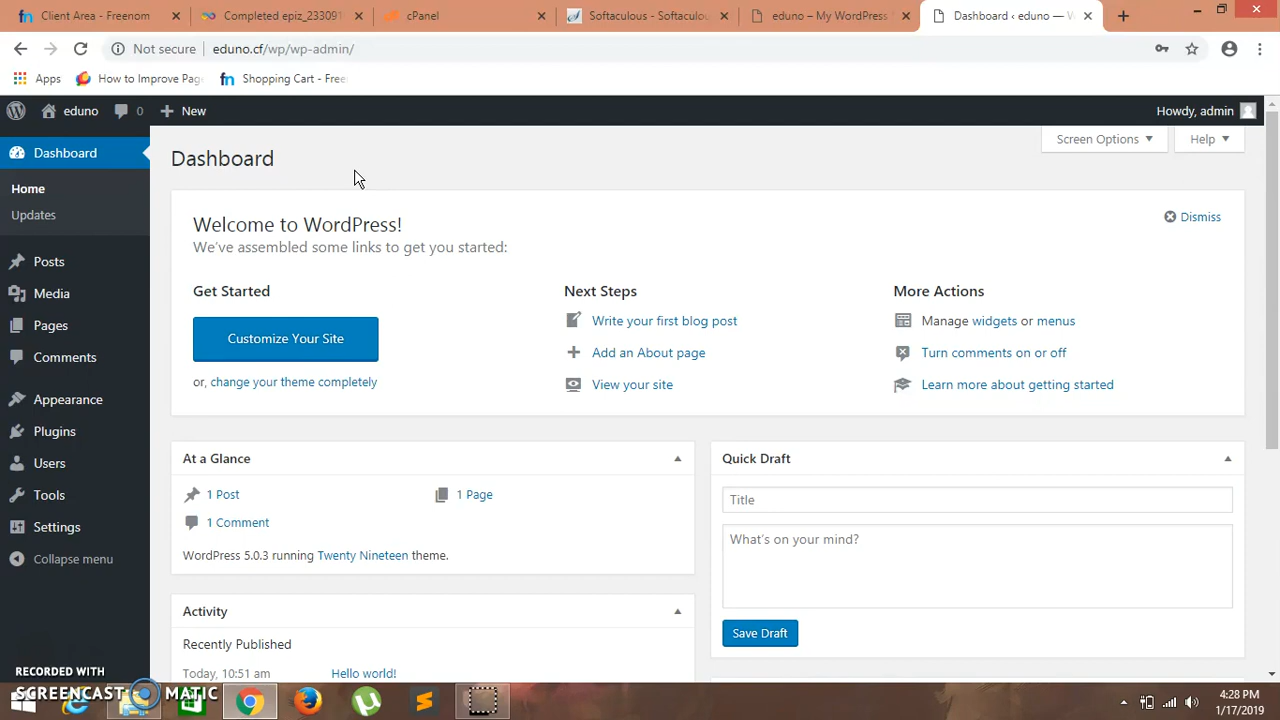 Client Area - Freenom
Completed epiz_233091
cPanel
Softaculous - Softaculou
eduno – My WordPress
Dashboard ‹ eduno — W
Not secure eduno.cf/wp/wp-admin/
Apps
How to Improve Page
fn Shopping Cart - Free
eduno
0
New
Howdy, admin
Dashboard
Home
Updates
Posts
Media
Pages
Comments
Appearance
Plugins
Users
Tools
Settings
Collapse menu
Screen Options
Help
Dashboard
Welcome to WordPress!
We've assembled some links to get you started:
Dismiss
Get Started
Customize Your Site
or, change your theme completely
Next Steps
Write your first blog post
Add an About page
View your site
More Actions
Manage widgets or menus
Turn comments on or off
Learn more about getting started
At a Glance
1 Post
1 Page
1 Comment
WordPress 5.0.3 running Twenty Nineteen theme.
Activity
Recently Published
Today, 10:51 am Hello world!
Quick Draft
Title
What's on your mind?
Save Draft
RECORDED WITH
SCREENCAST MATIC
4:28 PM
1/17/2019